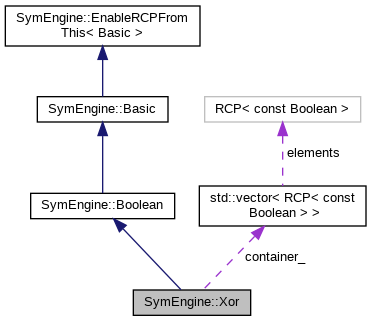 SymEngine::EnableRCPFrom
This< Basic >
SymEngine::Basic
RCP< const Boolean >
elements
SymEngine::Boolean
std::vector< RCP< const
Boolean > >
container_
SymEngine::Xor